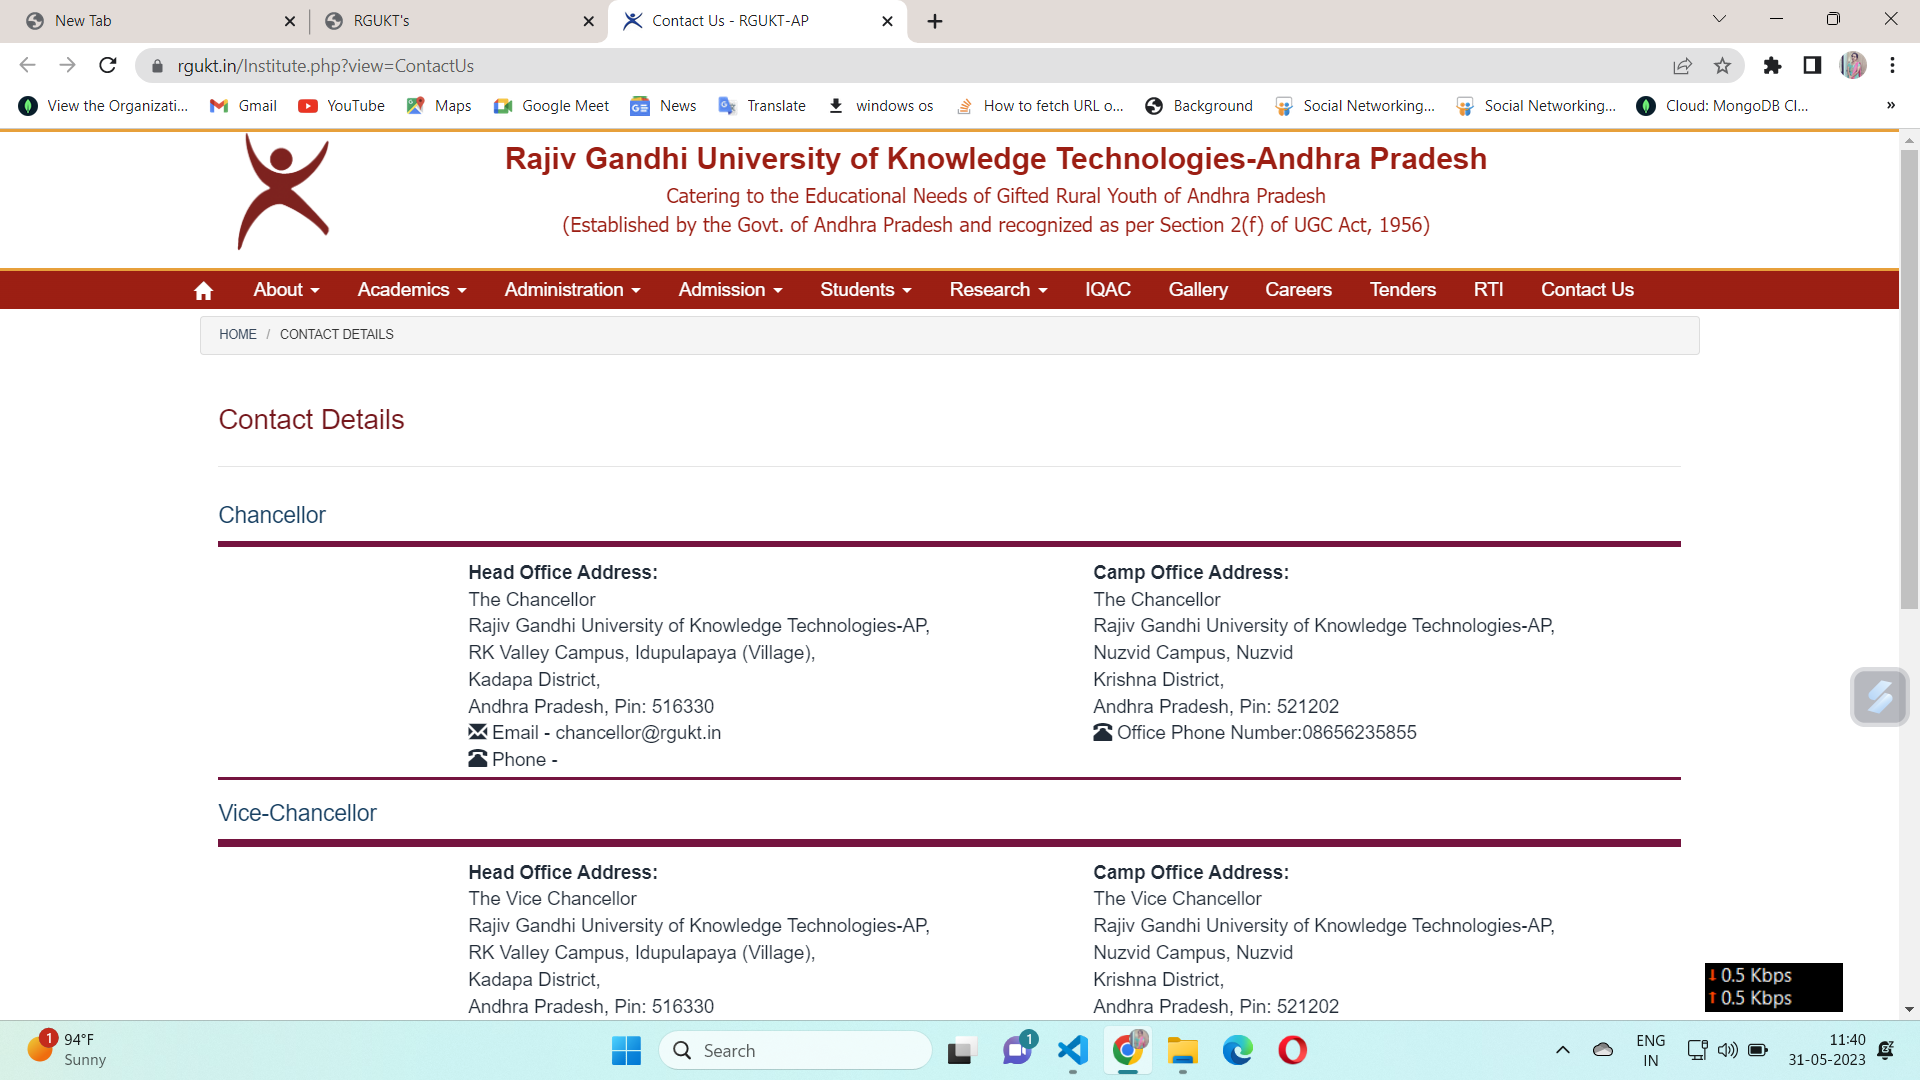 New Tab
RGUKT's
Contact Us - RGUKT-AP
rgukt.in/Institute.php?view=ContactUs
View the Organizati... Gmail YouTube Maps Google Meet News Translate windows os How to fetch URL o... Background Social Networking... Social Networking... Cloud: MongoDB Cl... »
Rajiv Gandhi University of Knowledge Technologies-Andhra Pradesh
Catering to the Educational Needs of Gifted Rural Youth of Andhra Pradesh
(Established by the Govt. of Andhra Pradesh and recognized as per Section 2(f) of UGC Act, 1956)
About Academics Administration Admission Students Research IQAC Gallery Careers Tenders RTI Contact Us
HOME / CONTACT DETAILS
Contact Details
Chancellor
Head Office Address:
The Chancellor
Rajiv Gandhi University of Knowledge Technologies-AP,
RK Valley Campus, Idupulapaya (Village),
Kadapa District,
Andhra Pradesh, Pin: 516330
Email - chancellor@rgukt.in
Phone -
Camp Office Address:
The Chancellor
Rajiv Gandhi University of Knowledge Technologies-AP,
Nuzvid Campus, Nuzvid
Krishna District,
Andhra Pradesh, Pin: 521202
Office Phone Number:08656235855
Vice-Chancellor
Head Office Address:
The Vice Chancellor
Rajiv Gandhi University of Knowledge Technologies-AP,
RK Valley Campus, Idupulapaya (Village),
Kadapa District,
Andhra Pradesh, Pin: 516330
Camp Office Address:
The Vice Chancellor
Rajiv Gandhi University of Knowledge Technologies-AP,
Nuzvid Campus, Nuzvid
Krishna District,
Andhra Pradesh, Pin: 521202
0.5 Kbps
0.5 Kbps
1
94°F
Sunny
Search
1
ENG
IN
11:40
31-05-2023